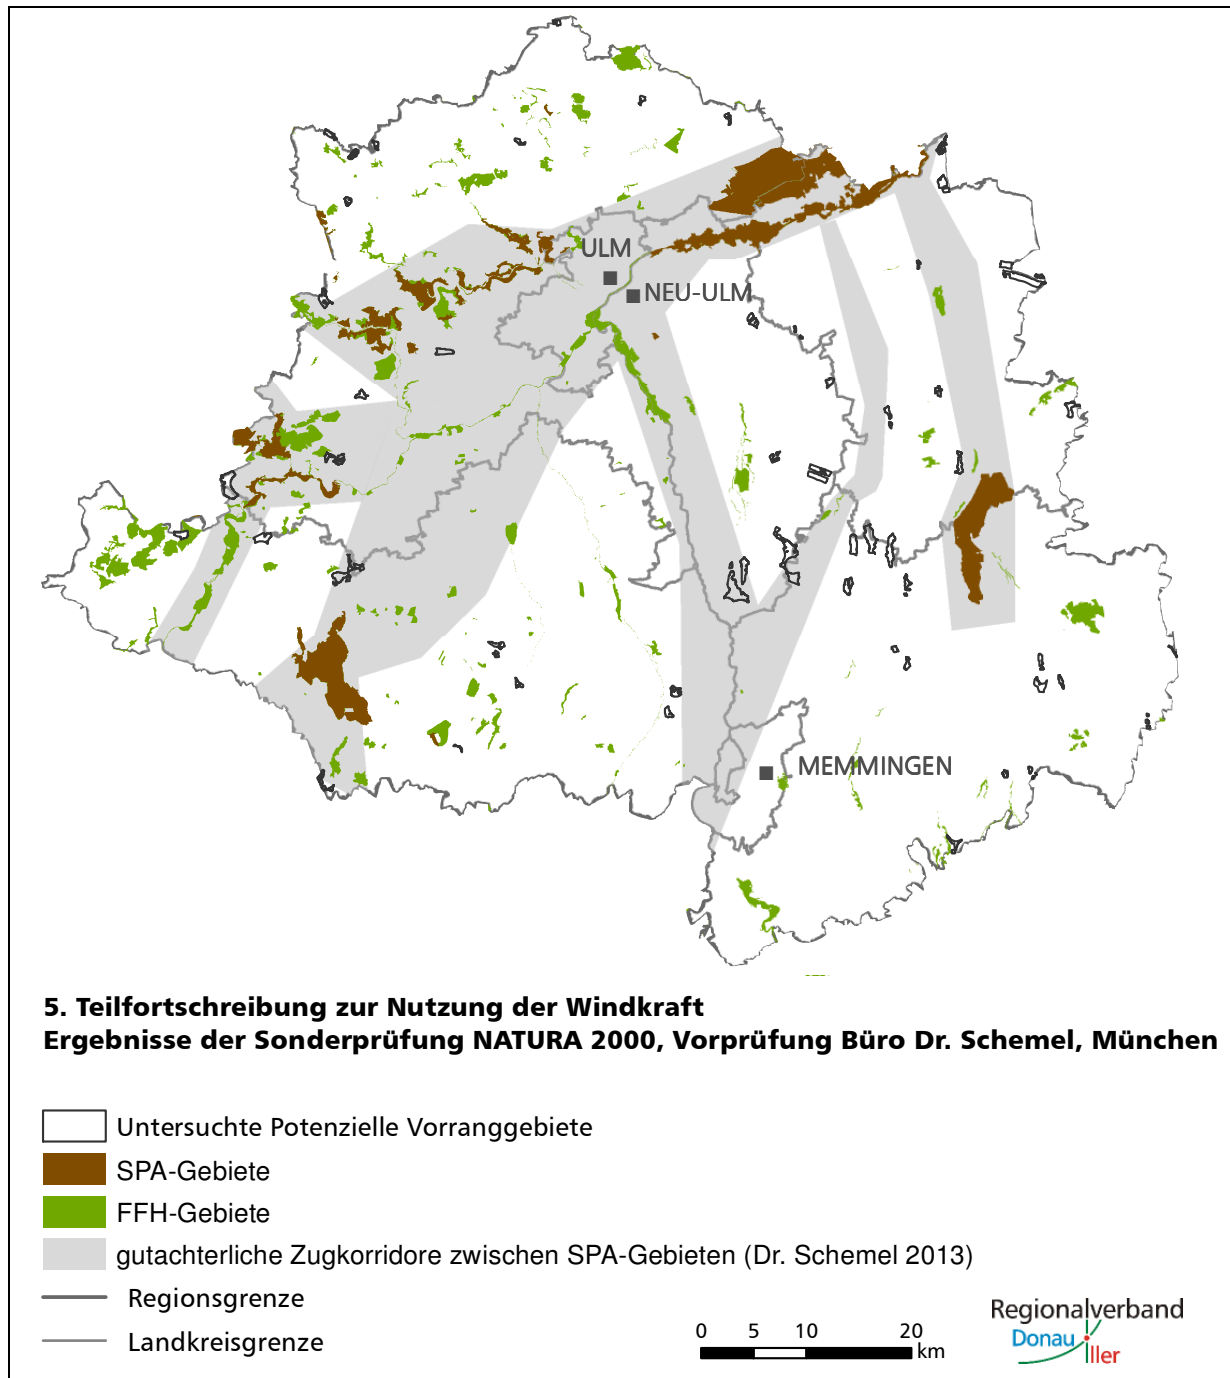 ULM
NEU-ULM
MEMMINGEN
5. Teilfortschreibung zur Nutzung der Windkraft
Ergebnisse der Sonderprüfung NATURA 2000, Vorprüfung Büro Dr. Schemel, München
Untersuchte Potenzielle Vorranggebiete
SPA-Gebiete
FFH-Gebiete
gutachterliche Zugkorridore zwischen SPA-Gebieten (Dr. Schemel 2013)
Regionsgrenze
Landkreisgrenze
0 5 10 20
km
Regionalverband
Donau
Iller